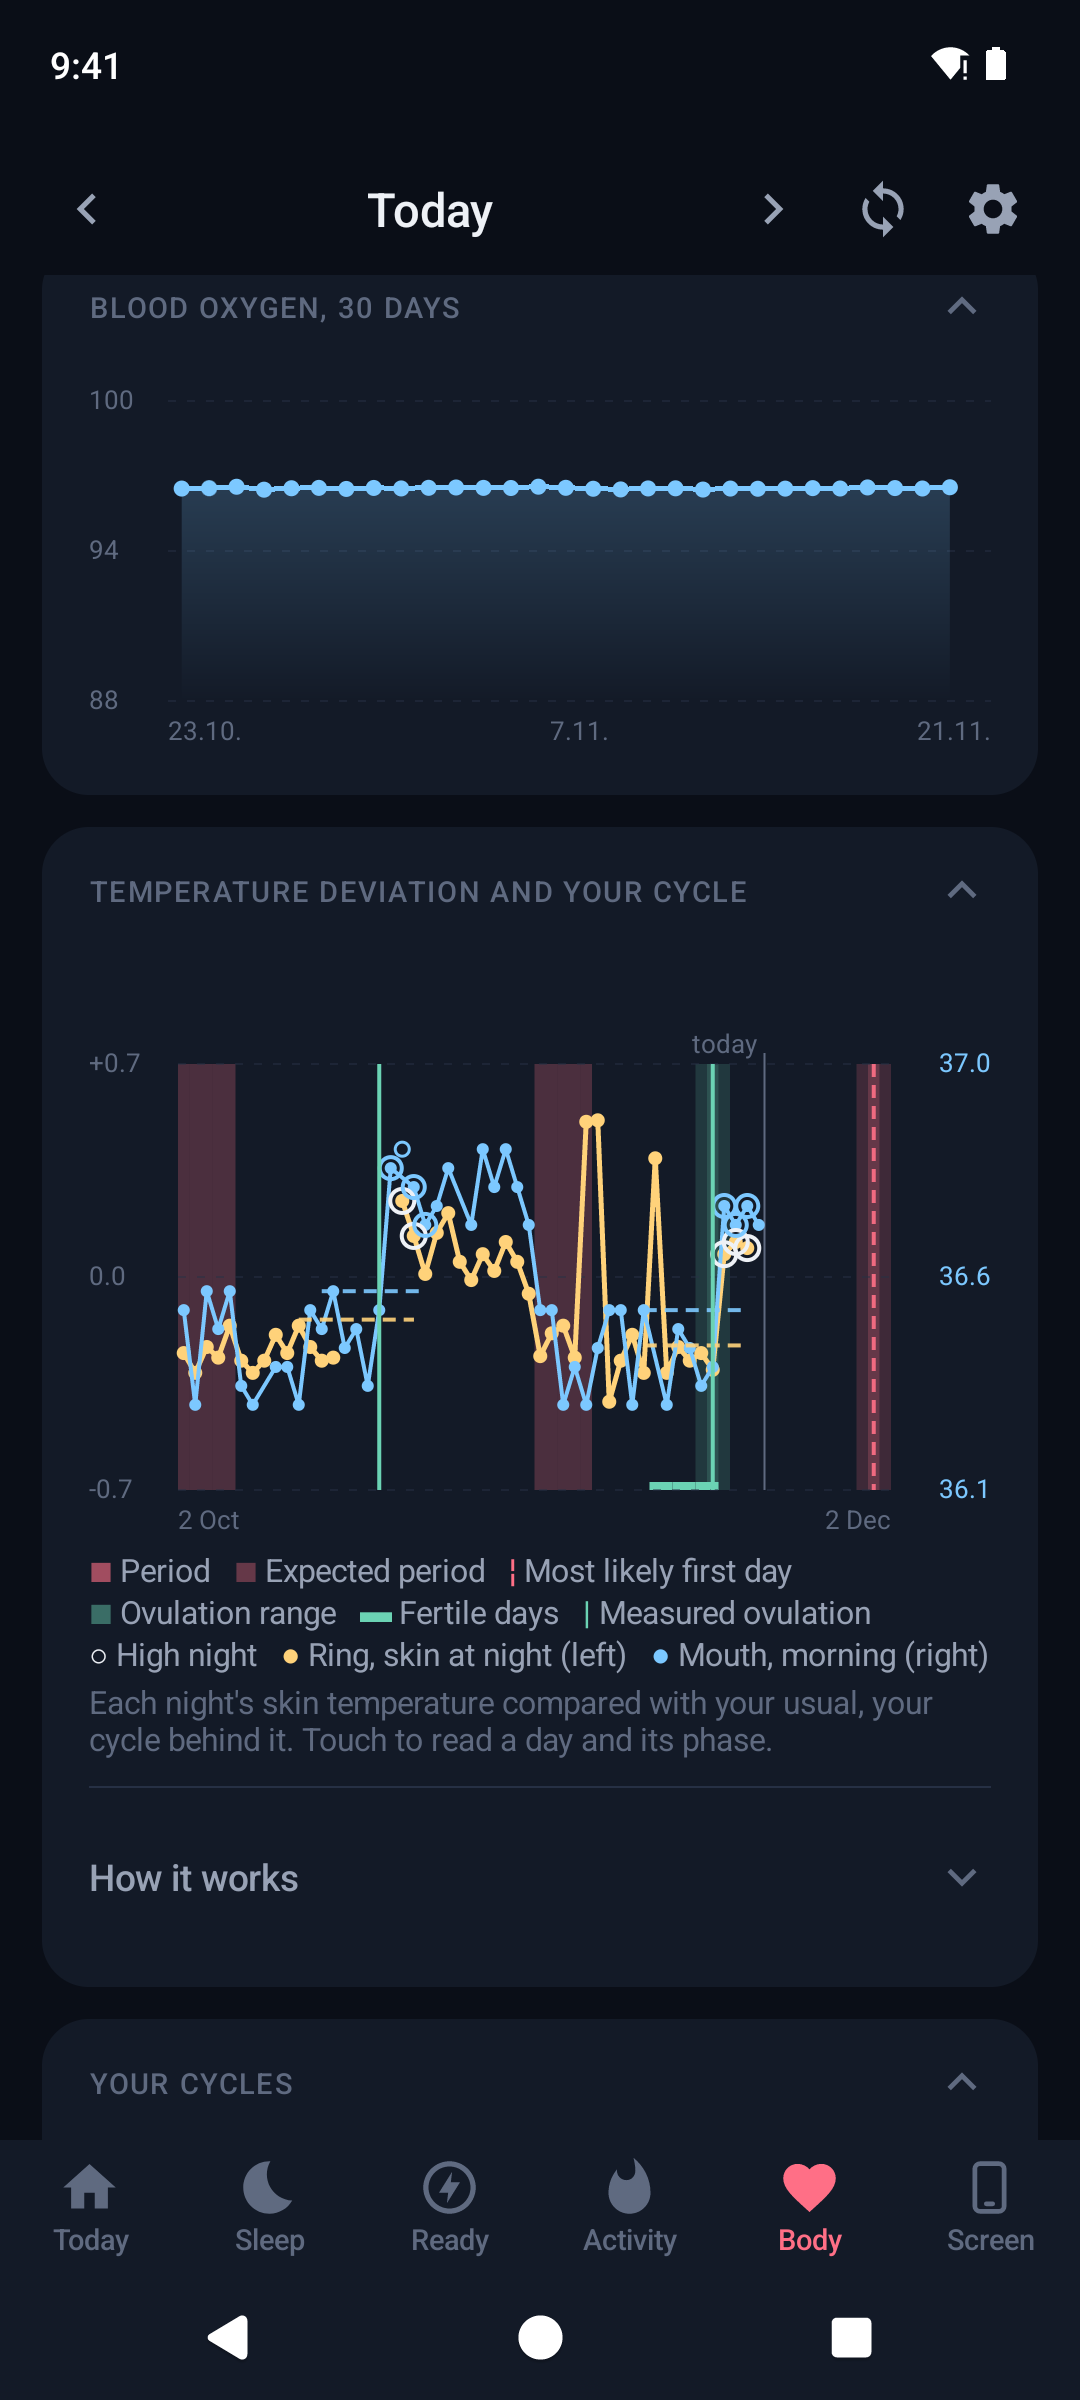 9:41
Today
BLOOD OXYGEN, 30 DAYS
100
94
88
23.10. 7.11. 21.11.
TEMPERATURE DEVIATION AND YOUR CYCLE
today
+0.7 37.0
0.0 36.6
-0.7 36.1
2 Oct 2 Dec
Period Expected period Most likely first day
Ovulation range Fertile days Measured ovulation
High night Ring, skin at night (left) Mouth, morning (right)
Each night's skin temperature compared with your usual, your
cycle behind it. Touch to read a day and its phase.
How it works
YOUR CYCLES
Today Sleep Ready Activity Body Screen